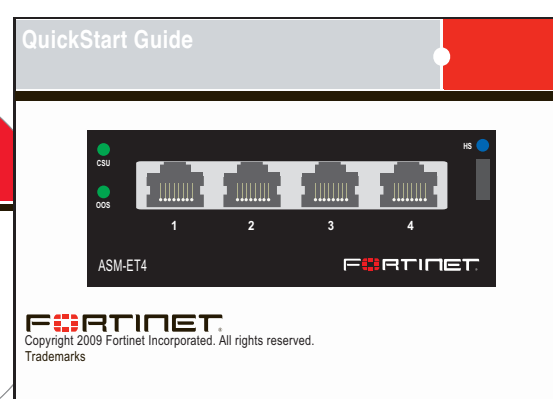 QuickStart Guide
CSU
HS
OOS
1 2 3 4
ASM-ET4
FORTINET
FORTINET
Copyright 2009 Fortinet Incorporated. All rights reserved.
Trademarks